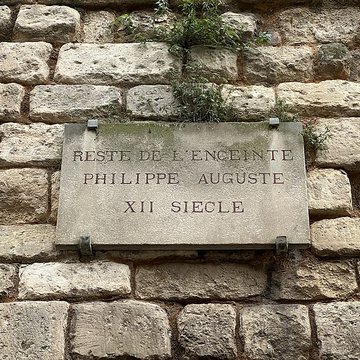 RESTE DE L'ENCEINTE
PHILIPPE AUGUSTE
XII SIECLE